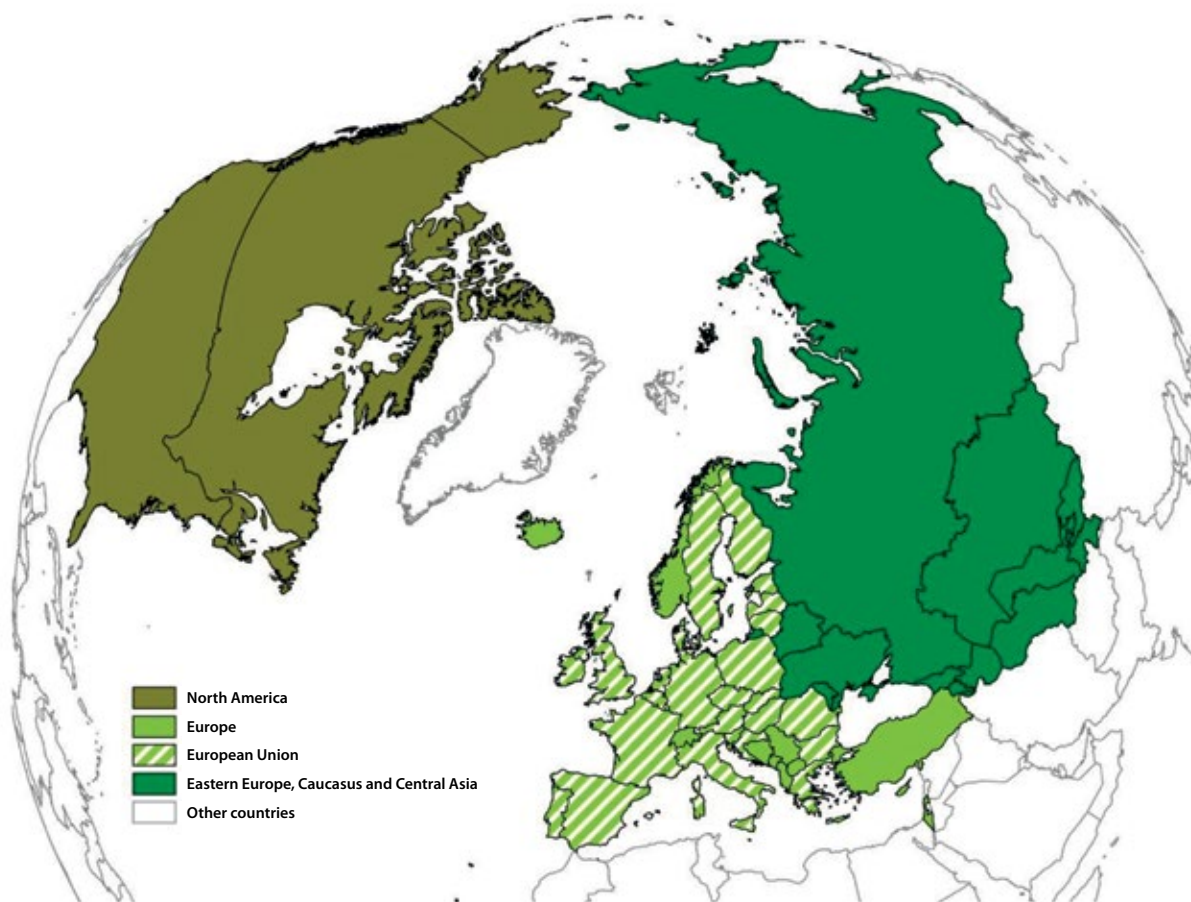 North America
Europe
European Union
Eastern Europe, Caucasus and Central Asia
Other countries